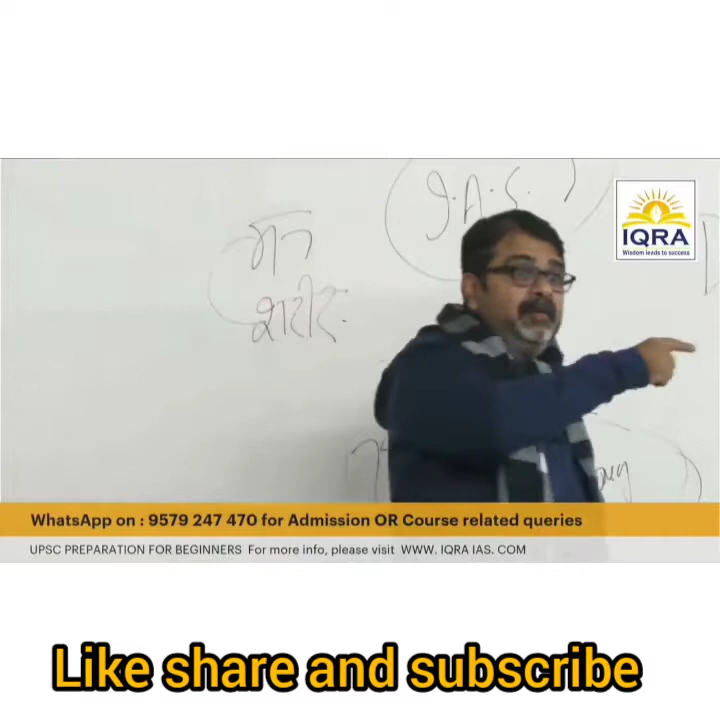 I.A.S.
मन
शरीर
IQRA
Wisdom leads to success
WhatsApp on : 9579 247 470 for Admission OR Course related queries
UPSC PREPARATION FOR BEGINNERS For more info, please visit WWW. IQRA IAS. COM
Like share and subscribe